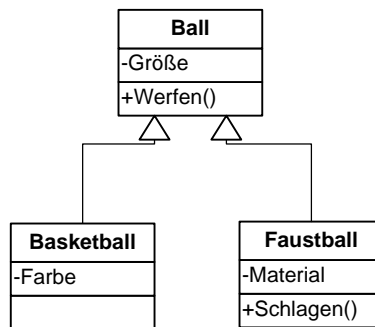 Ball
-Größe
+Werfen()
Basketball
-Farbe
Faustball
-Material
+Schlagen()